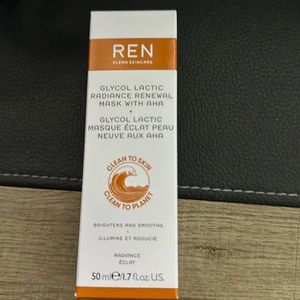 REN
CLEAN SKINCARE
GLYCOL LACTIC
RADIANCE RENEWAL
MASK WITH AHA
+
GLYCOL LACTIC
MASQUE ÉCLAT PEAU
NEUVE AUX AHA
CLEAN TO SKIN
CLEAN TO PLANET
BRIGHTENS AND SMOOTHS
+
ILLUMINE ET ADOUCIE
RADIANCE
ÉCLAT
50 ml ℮ 1.7 fl.oz. U.S.